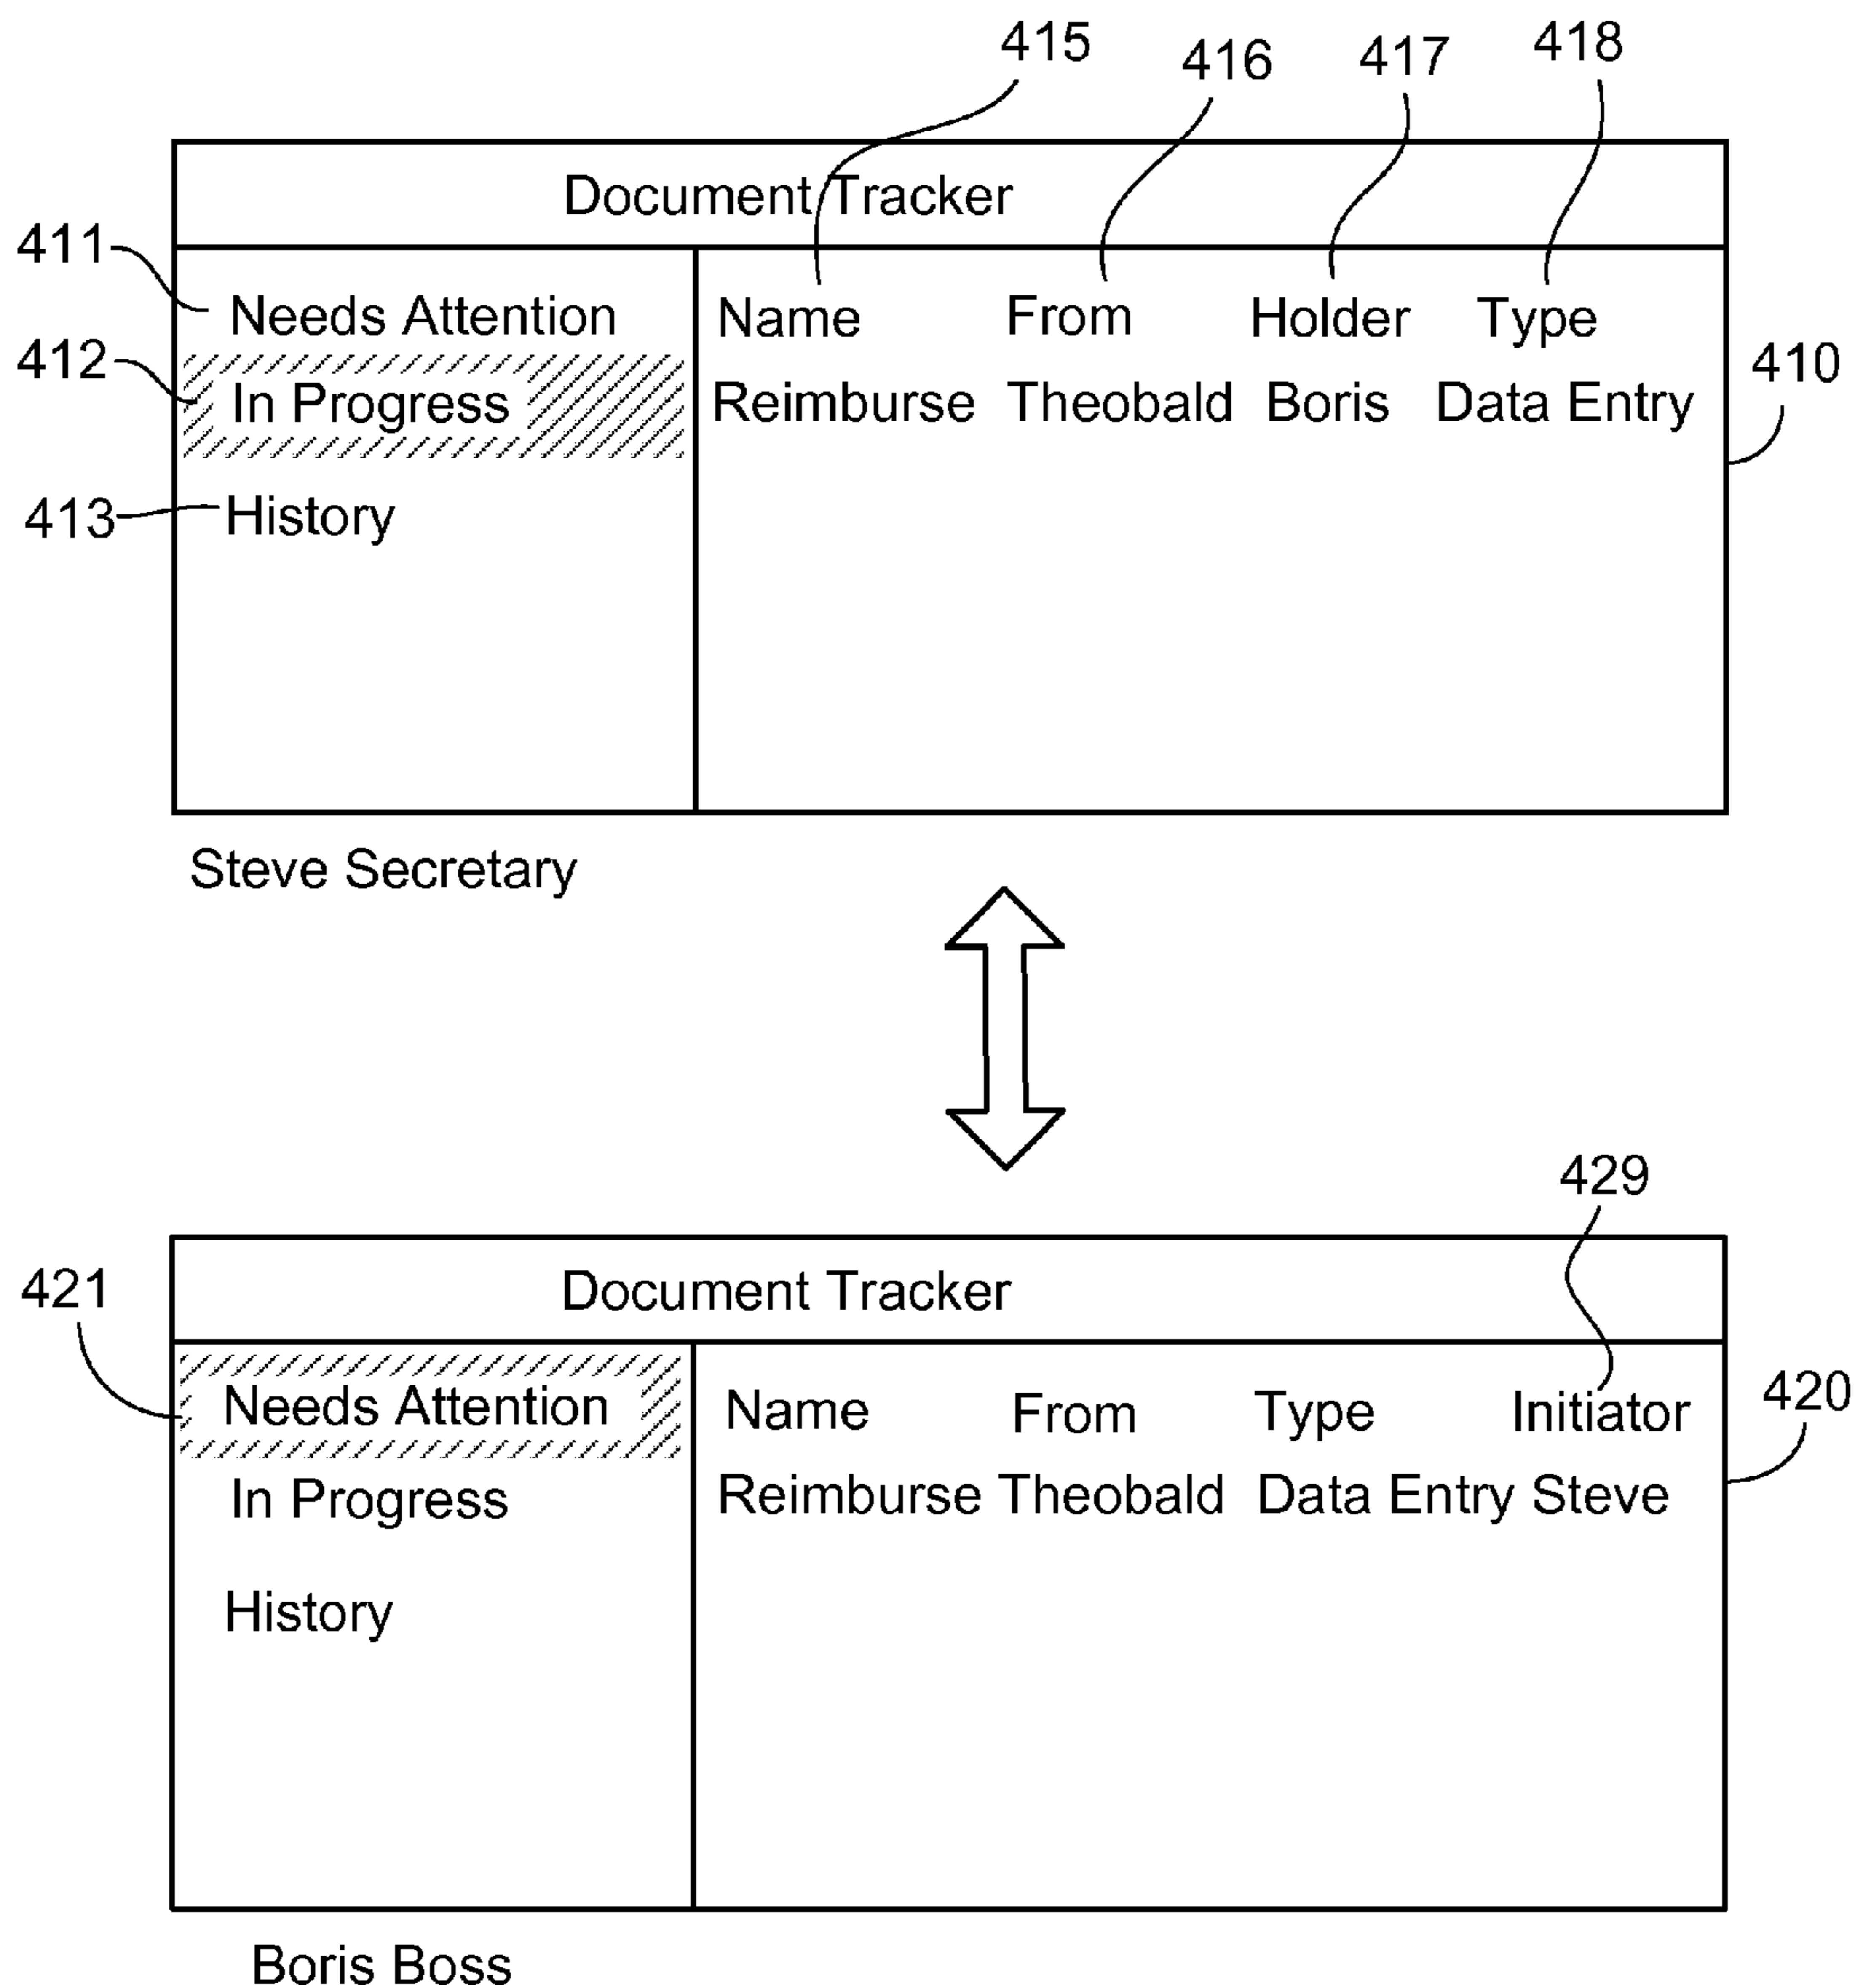 415 416 417 418
Document Tracker
411 Needs Attention Name From Holder Type
412 In Progress Reimburse Theobald Boris Data Entry 410
413 History
Steve Secretary
429
Document Tracker
421
Needs Attention Name From Type Initiator 420
In Progress Reimburse Theobald Data Entry Steve
History
Boris Boss